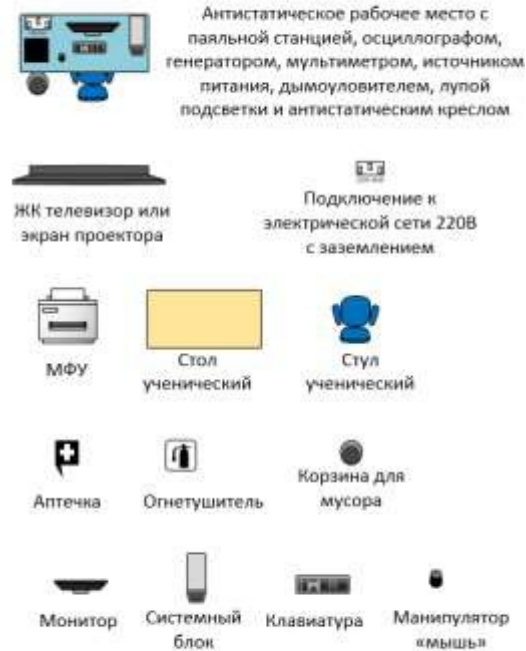 Антистатическое рабочее место с
паяльной станцией, осциллографом,
генератором, мультиметром, источником
питания, дымоуловителем, лупой
подсветки и антистатическим креслом
ЖК телевизор или
экран проектора
Подключение к
электрической сети 220В
с заземлением
МФУ
Стол
ученический
Стул
ученический
Аптечка
Огнетушитель
Корзина для
мусора
Монитор
Системный
блок
Клавиатура
Манипулятор
«мышь»